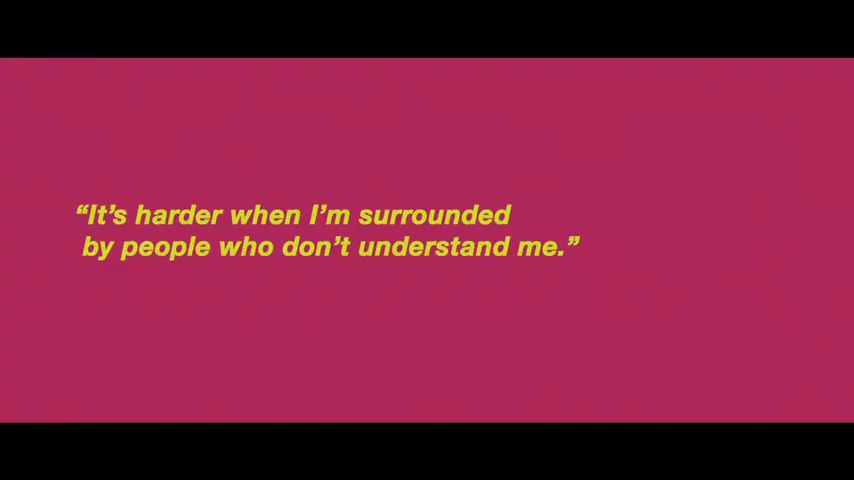 “It’s harder when I’m surrounded
by people who don’t understand me.”